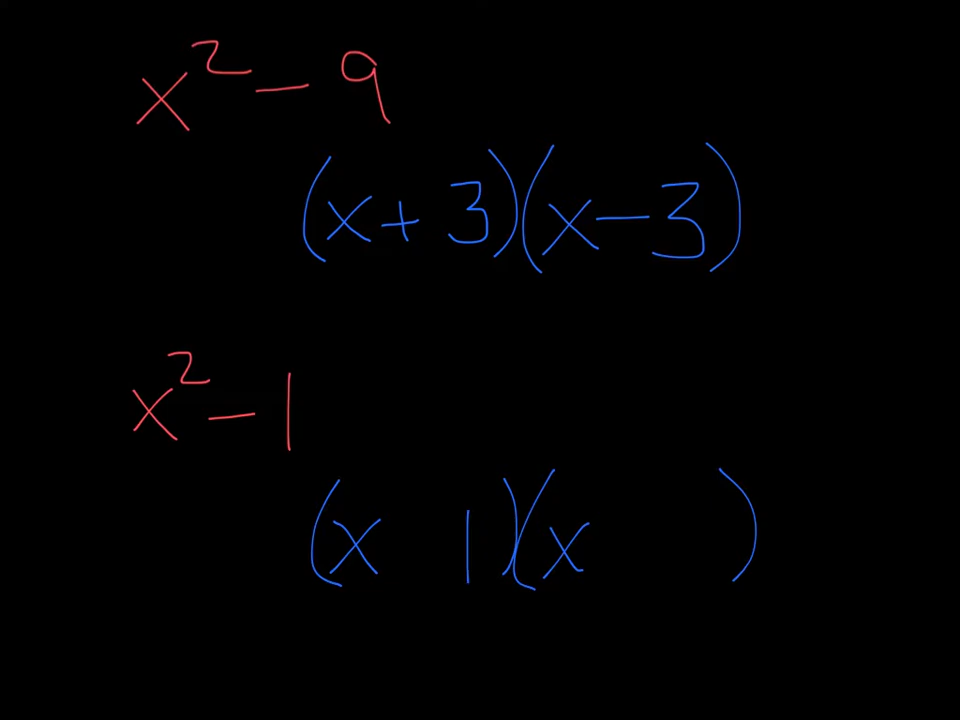 x² − 9
(x + 3)(x − 3)
x² − 1
(x 1)(x )